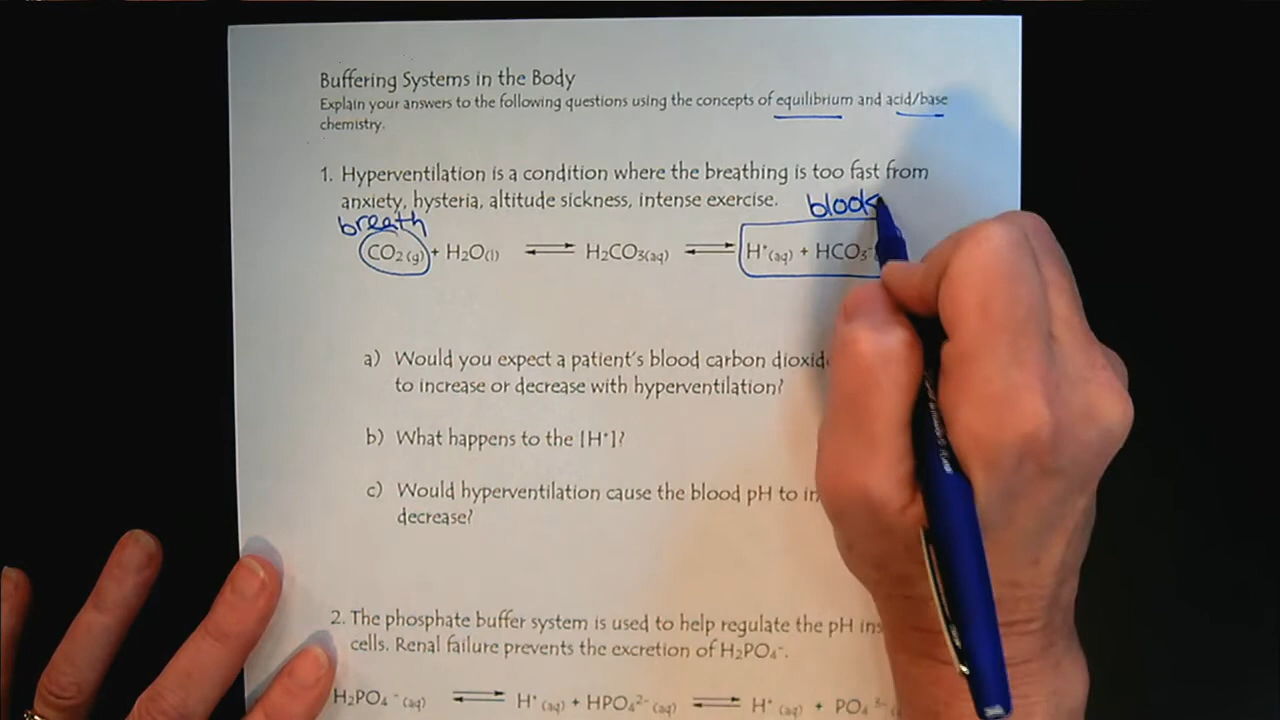 Buffering Systems in the Body
Explain your answers to the following questions using the concepts of equilibrium and acid/base
chemistry.
1. Hyperventilation is a condition where the breathing is too fast from
anxiety, hysteria, altitude sickness, intense exercise.
breath
CO₂(g) + H₂O(l) ⇌ H₂CO₃(aq) ⇌ H⁺(aq) + HCO₃⁻
a) Would you expect a patient's blood carbon
to increase or decrease with hyperventilation?
b) What happens to the [H⁺]?
c) Would hyperventilation cause the blood pH to
decrease?
2. The phosphate buffer system is used to help regulate the pH
cells. Renal failure prevents the excretion of H₂PO₄⁻.
H₂PO₄⁻(aq) ⇌ H⁺(aq) + HPO₄²⁻(aq) ⇌ H⁺(aq) + PO₄³⁻